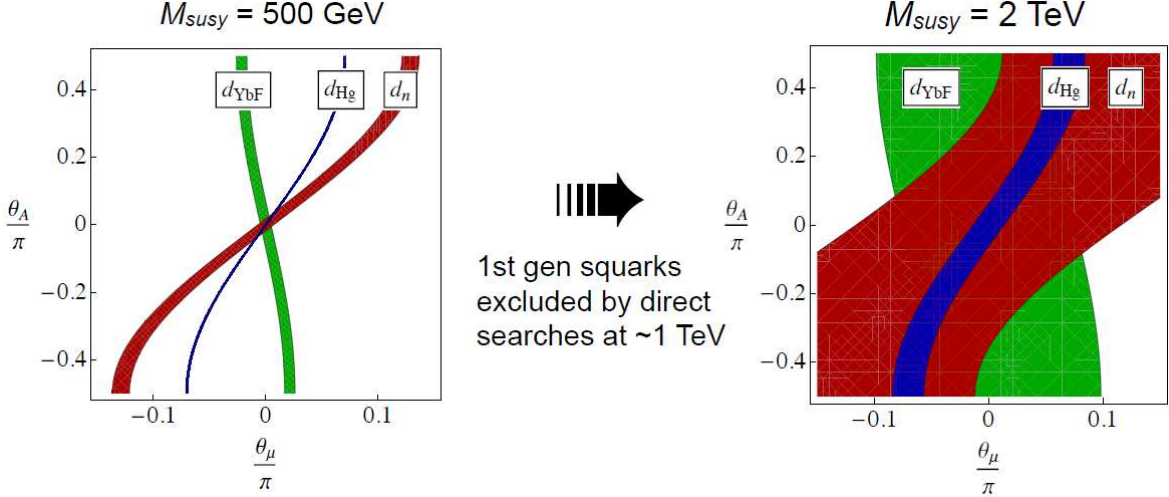 M_susy = 500 GeV
M_susy = 2 TeV
d_YbF
d_Hg
d_n
0.4
0.2
0
−0.2
−0.4
θ_A
π
−0.1
0
0.1
θ_μ
π
1st gen squarks
excluded by direct
searches at ~1 TeV
d_YbF
d_Hg
d_n
0.4
0.2
0
−0.2
−0.4
θ_A
π
−0.1
0
0.1
θ_μ
π